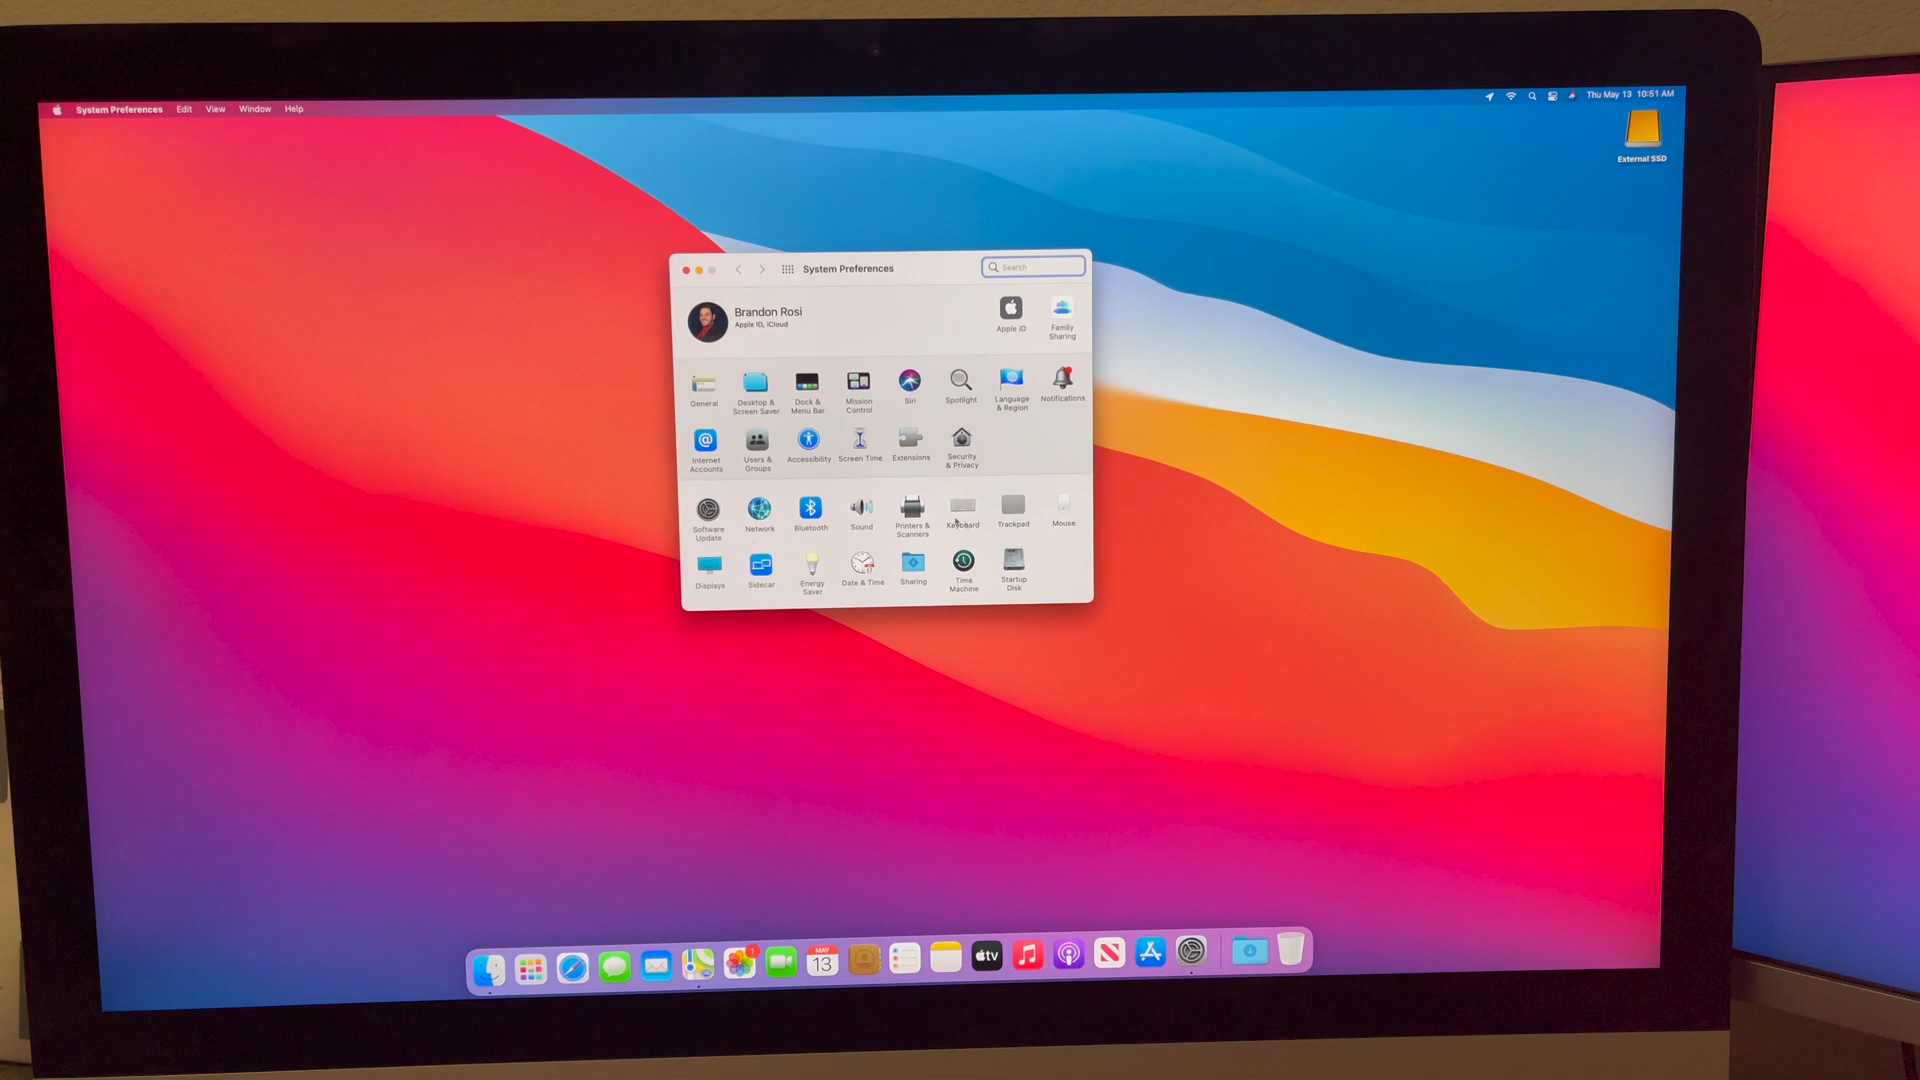 System Preferences Edit View Window Help
Thu May 13 10:51 AM
External SSD
System Preferences
Search
Brandon Rosi
Apple ID, iCloud
Apple ID
Family
Sharing
General
Desktop &
Screen Saver
Dock &
Menu Bar
Mission
Control
Siri
Spotlight
Language
& Region
Notifications
Internet
Accounts
Users &
Groups
Accessibility
Screen Time
Extensions
Security
& Privacy
Software
Update
Network
Bluetooth
Sound
Printers &
Scanners
Keyboard
Trackpad
Mouse
Displays
Sidecar
Energy
Saver
17
Date & Time
Sharing
Time
Machine
Startup
Disk
1
MAY
13
tv